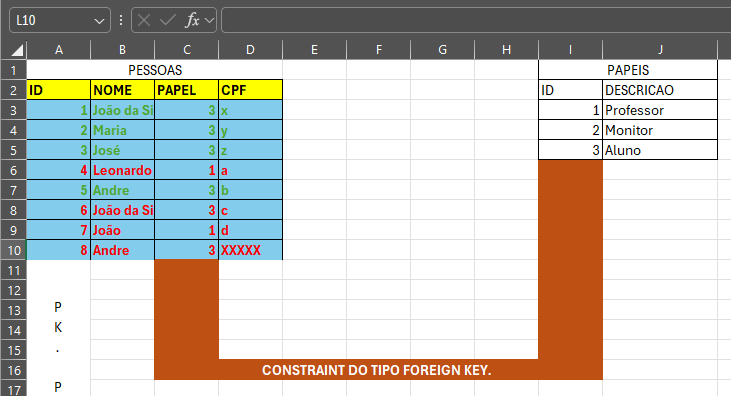 L10
fx
A B C D E F G H I J
1 PESSOAS PAPEIS
2 ID NOME PAPEL CPF ID DESCRICAO
3 1 João da Si 3 x 1 Professor
4 2 Maria 3 y 2 Monitor
5 3 José 3 z 3 Aluno
6 4 Leonardo 1 a
7 5 Andre 3 b
8 6 João da Si 3 c
9 7 João 1 d
10 8 Andre 3 XXXXX
11
12
13 P
14 K
15 .
16 CONSTRAINT DO TIPO FOREIGN KEY.
17 P